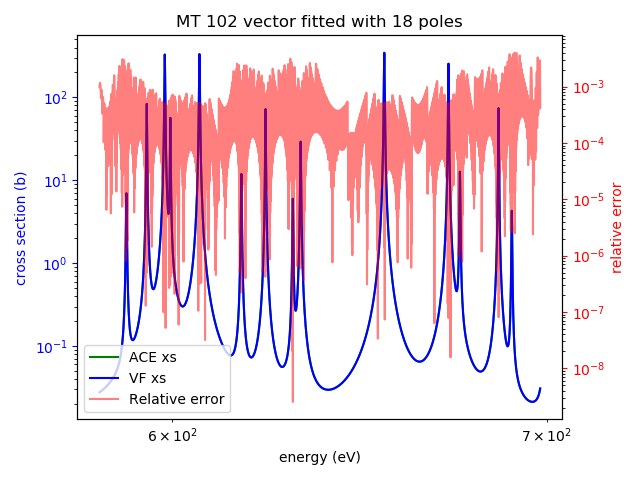 MT 102 vector fitted with 18 poles
cross section (b)
10²
10¹
10⁰
10⁻¹
10⁻³
10⁻⁴
10⁻⁵
10⁻⁶
10⁻⁷
10⁻⁸
relative error
ACE xs
VF xs
Relative error
6 × 10²
7 × 10²
energy (eV)